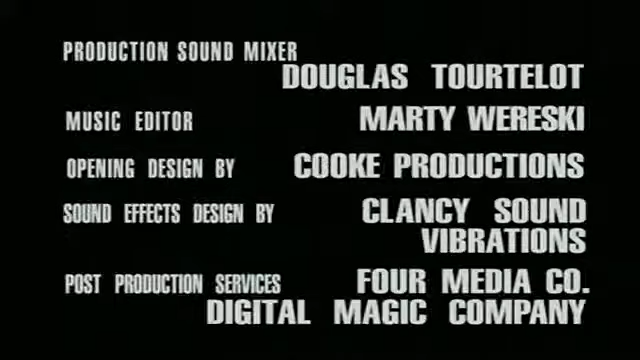 PRODUCTION SOUND MIXER
DOUGLAS TOURTELOT
MUSIC EDITOR MARTY WERESKI
OPENING DESIGN BY COOKE PRODUCTIONS
SOUND EFFECTS DESIGN BY CLANCY SOUND
VIBRATIONS
POST PRODUCTION SERVICES FOUR MEDIA CO.
DIGITAL MAGIC COMPANY